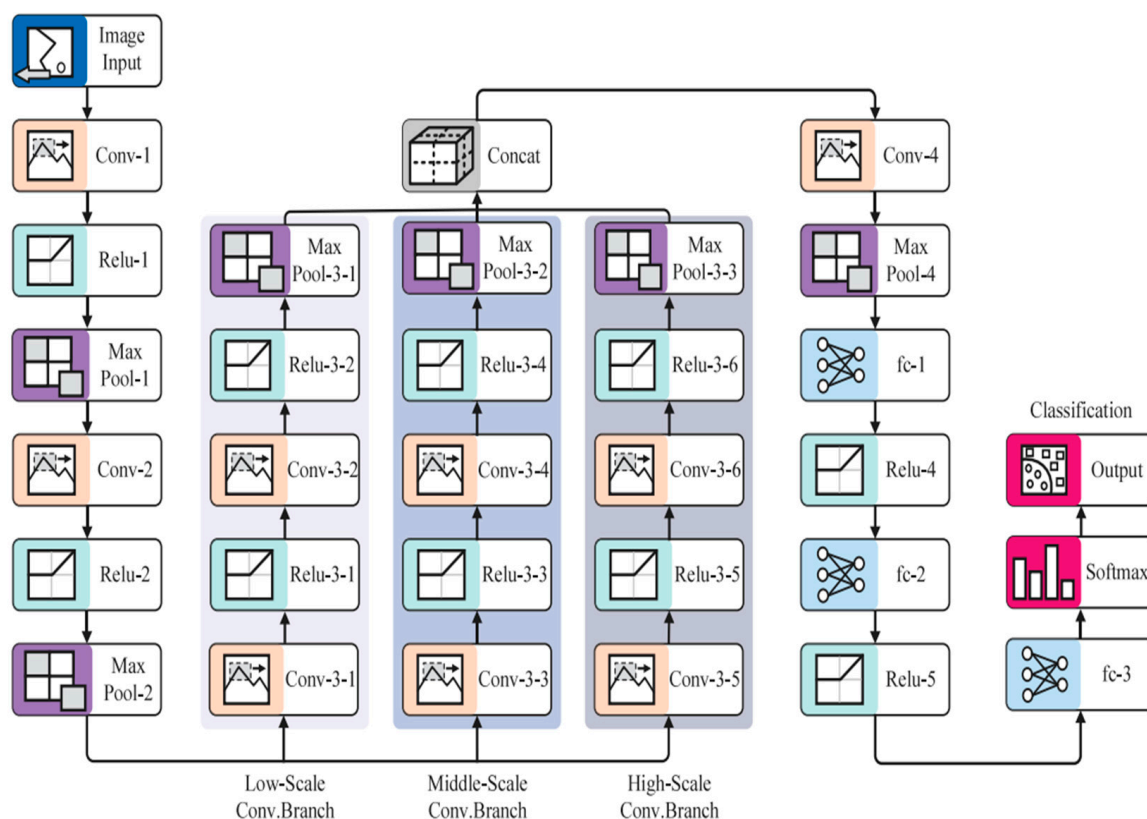 Image
Input
Conv-1
Relu-1
Max
Pool-1
Conv-2
Relu-2
Max
Pool-2
Concat
Max
Pool-3-1
Relu-3-2
Conv-3-2
Relu-3-1
Conv-3-1
Low-Scale
Conv.Branch
Max
Pool-3-2
Relu-3-4
Conv-3-4
Relu-3-3
Conv-3-3
Middle-Scale
Conv.Branch
Max
Pool-3-3
Relu-3-6
Conv-3-6
Relu-3-5
Conv-3-5
High-Scale
Conv.Branch
Conv-4
Max
Pool-4
fc-1
Relu-4
fc-2
Relu-5
Classification
Output
Softmax
fc-3